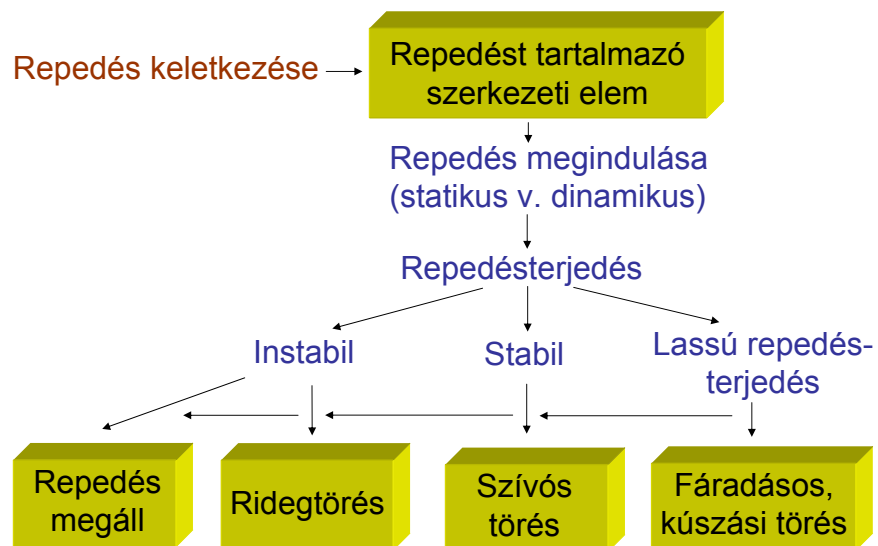 Repedés keletkezése
Repedést tartalmazó
szerkezeti elem
Repedés megindulása
(statikus v. dinamikus)
Repedésterjedés
Instabil
Stabil
Lassú repedés-
terjedés
Repedés
megáll
Ridegtörés
Szívós
törés
Fáradásos,
kúszási törés